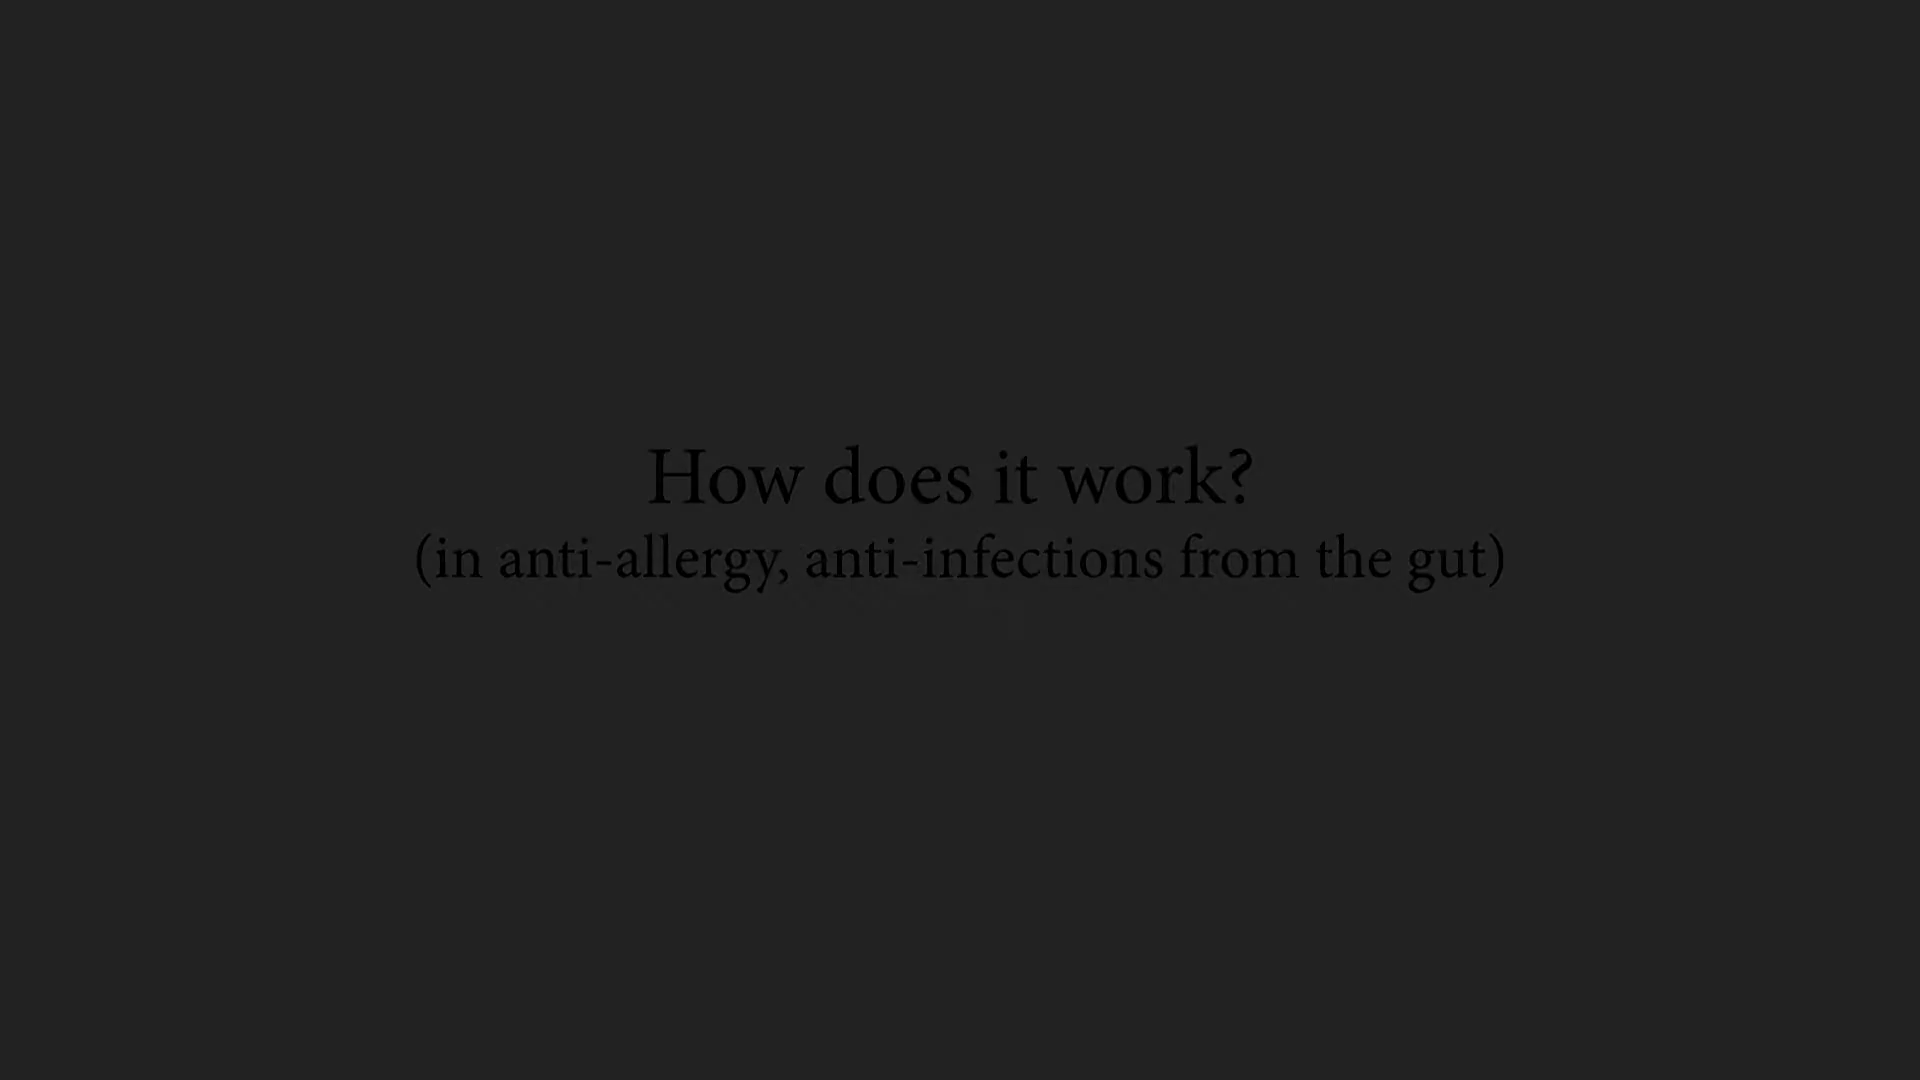 How does it work?
(in anti-allergy, anti-infections from the gut)